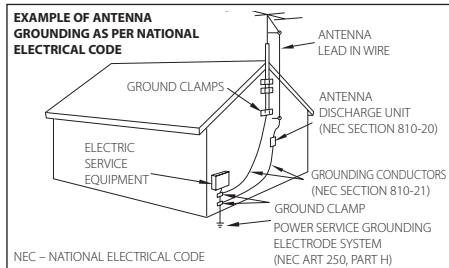 EXAMPLE OF ANTENNA
GROUNDING AS PER NATIONAL
ELECTRICAL CODE
ANTENNA
LEAD IN WIRE
GROUND CLAMPS
ANTENNA
DISCHARGE UNIT
(NEC SECTION 810-20)
ELECTRIC
SERVICE
EQUIPMENT
GROUNDING CONDUCTORS
(NEC SECTION 810-21)
GROUND CLAMP
POWER SERVICE GROUNDING
ELECTRODE SYSTEM
(NEC ART 250, PART H)
NEC – NATIONAL ELECTRICAL CODE